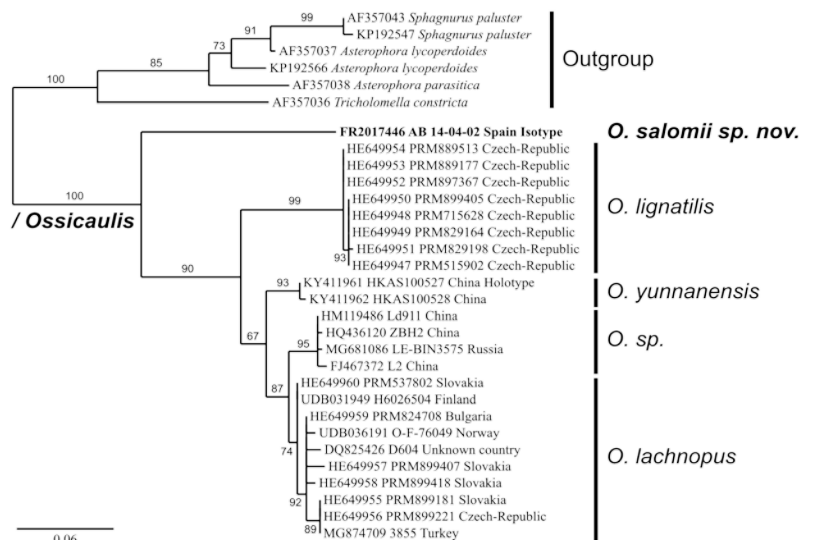 99
AF357043 Sphagnurus paluster
91
KP192547 Sphagnurus paluster
73
AF357037 Asterophora lycoperdoides
85
KP192566 Asterophora lycoperdoides
Outgroup
100
AF357038 Asterophora parasitica
AF357036 Tricholomella constricta
FR2017446 AB 14-04-02 Spain Isotype
O. salomii sp. nov.
HE649954 PRM889513 Czech-Republic
HE649953 PRM889177 Czech-Republic
HE649952 PRM897367 Czech-Republic
100
99
HE649950 PRM899405 Czech-Republic
O. lignatilis
/ Ossicaulis
HE649948 PRM715628 Czech-Republic
HE649949 PRM829164 Czech-Republic
HE649951 PRM829198 Czech-Republic
93
HE649947 PRM515902 Czech-Republic
90
93
KY411961 HKAS100527 China Holotype
O. yunnanensis
KY411962 HKAS100528 China
HM119486 Ld911 China
67
HQ436120 ZBH2 China
O. sp.
95
MG681086 LE-BIN3575 Russia
FJ467372 L2 China
87
HE649960 PRM537802 Slovakia
UDB031949 H6026504 Finland
HE649959 PRM824708 Bulgaria
UDB036191 O-F-76049 Norway
74
DQ825426 D604 Unknown country
O. lachnopus
HE649957 PRM899407 Slovakia
HE649958 PRM899418 Slovakia
92
HE649955 PRM899181 Slovakia
HE649956 PRM899221 Czech-Republic
89
MG874709 3855 Turkey
0.06